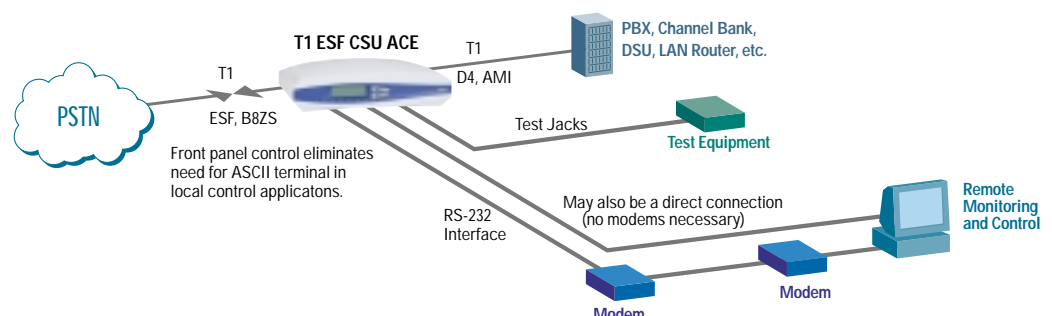 T1 ESF CSU ACE
PBX, Channel Bank,
DSU, LAN Router, etc.
T1
D4, AMI
T1
ESF, B8ZS
PSTN
Test Jacks
Test Equipment
Front panel control eliminates
need for ASCII terminal in
local control applicatons.
RS-232
Interface
May also be a direct connection
(no modems necessary)
Remote
Monitoring
and Control
Modem
Modem